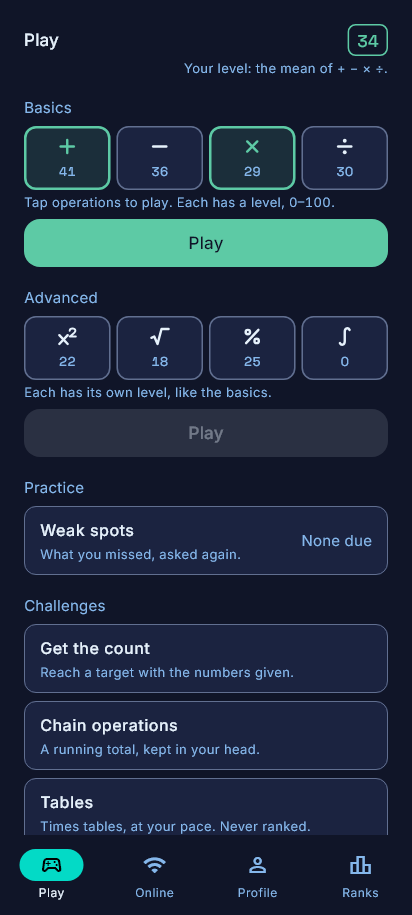 Play
34
Your level: the mean of + − × ÷.
Basics
+ − × ÷
41 36 29 30
Tap operations to play. Each has a level, 0–100.
Play
Advanced
x² √ % ∫
22 18 25 0
Each has its own level, like the basics.
Play
Practice
Weak spots
None due
What you missed, asked again.
Challenges
Get the count
Reach a target with the numbers given.
Chain operations
A running total, kept in your head.
Tables
Times tables, at your pace. Never ranked.
Play Online Profile Ranks